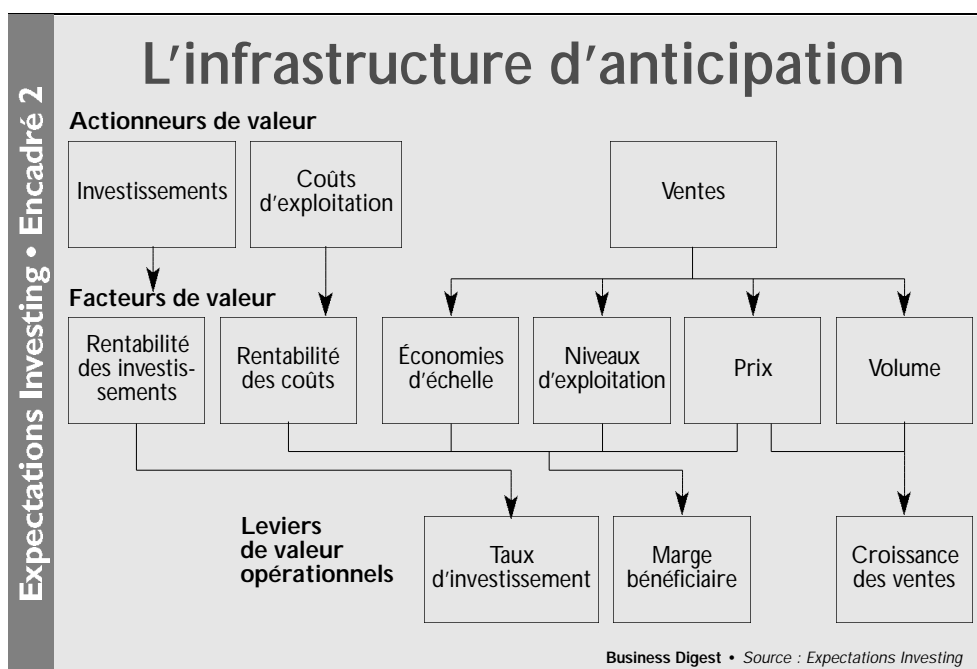 Expectations Investing • Encadré 2
L'infrastructure d'anticipation
Actionneurs de valeur
Investissements
Coûts
d'exploitation
Ventes
Facteurs de valeur
Rentabilité
des investis-
sements
Rentabilité
des coûts
Économies
d'échelle
Niveaux
d'exploitation
Prix
Volume
Leviers
de valeur
opérationnels
Taux
d'investissement
Marge
bénéficiaire
Croissance
des ventes
Business Digest • Source : Expectations Investing